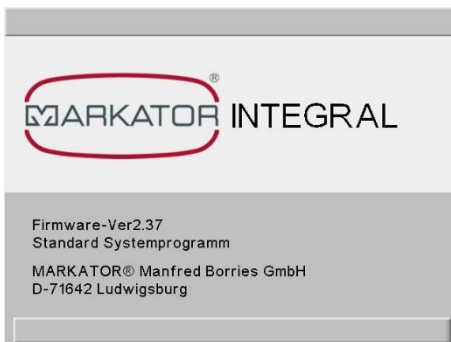 MARKATOR® INTEGRAL
Firmware-Ver2.37
Standard Systemprogramm
MARKATOR® Manfred Borries GmbH
D-71642 Ludwigsburg